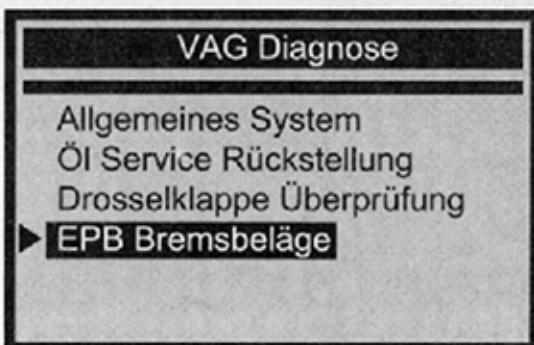 VAG Diagnose
Allgemeines System
Öl Service Rückstellung
Drosselklappe Überprüfung
EPB Bremsbeläge